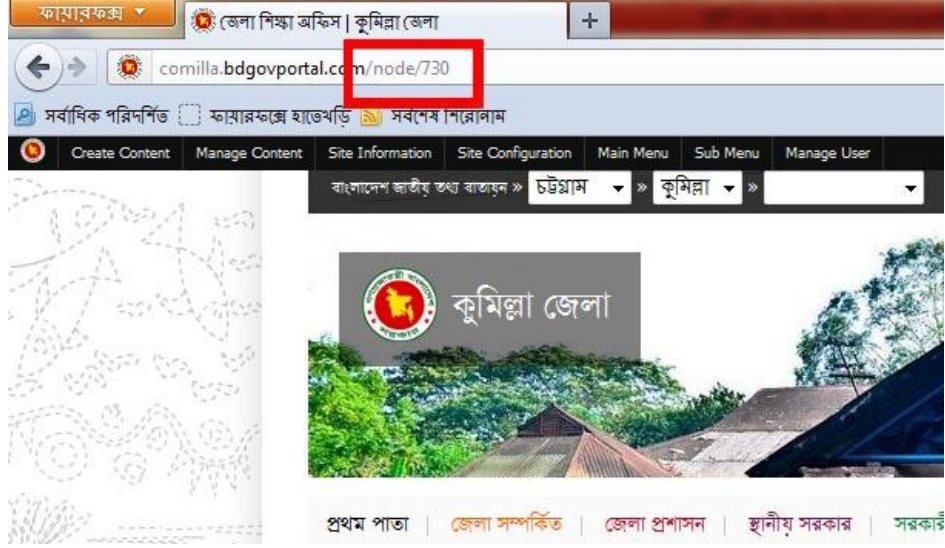 ফায়ারফক্স
জেলা শিক্ষা অফিস | কুমিল্লা জেলা
comilla.bdgovportal.com/node/730
সর্বাধিক পরিদর্শিত ফায়ারফক্সে হাতেখড়ি সর্বশেষ শিরোনাম
Create Content Manage Content Site Information Site Configuration Main Menu Sub Menu Manage User
বাংলাদেশ জাতীয় তথ্য বাতায়ন » চট্টগ্রাম » কুমিল্লা »
কুমিল্লা জেলা
প্রথম পাতা | জেলা সম্পর্কিত | জেলা প্রশাসন | স্থানীয় সরকার | সরকারী